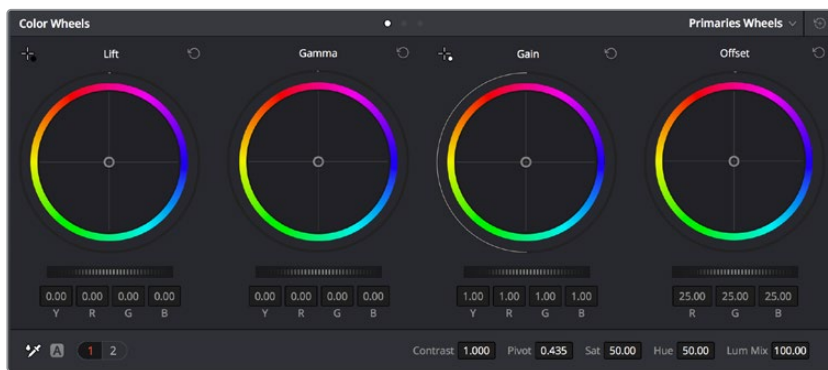 Color Wheels Primaries Wheels
Lift Gamma Gain Offset
0.00 0.00 0.00 0.00 0.00 0.00 0.00 0.00 1.00 1.00 1.00 1.00 25.00 25.00 25.00
Y R G B Y R G B Y R G B R G B
A 1 2 Contrast 1.000 Pivot 0.435 Sat 50.00 Hue 50.00 Lum Mix 100.00